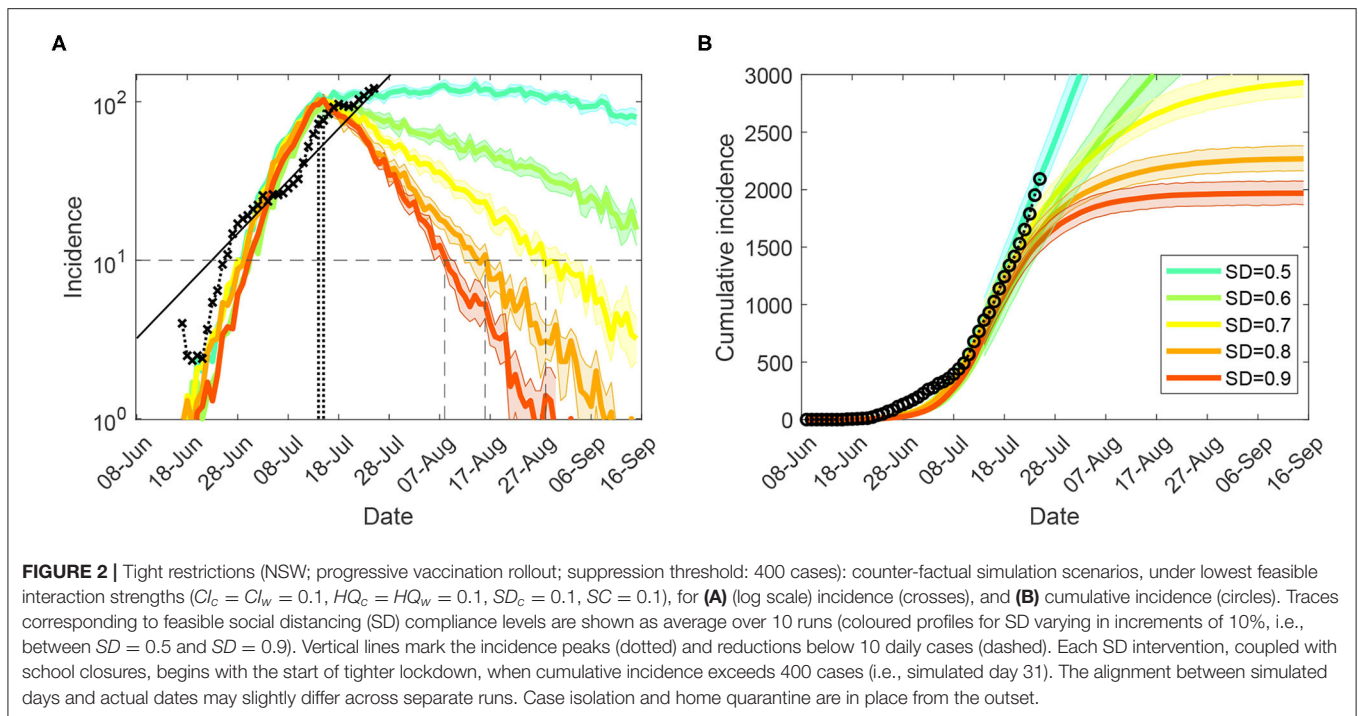 A
B
10²
10¹
10⁰
Incidence
08-Jun
18-Jun
28-Jun
08-Jul
18-Jul
28-Jul
07-Aug
17-Aug
27-Aug
06-Sep
16-Sep
Date
3000
2500
2000
1500
1000
500
0
Cumulative incidence
08-Jun
18-Jun
28-Jun
08-Jul
18-Jul
28-Jul
07-Aug
17-Aug
27-Aug
06-Sep
16-Sep
Date
SD=0.5
SD=0.6
SD=0.7
SD=0.8
SD=0.9
FIGURE 2 | Tight restrictions (NSW; progressive vaccination rollout; suppression threshold: 400 cases): counter-factual simulation scenarios, under lowest feasible
interaction strengths (CI_c = CI_w = 0.1, HQ_c = HQ_w = 0.1, SD_c = 0.1, SC = 0.1), for (A) (log scale) incidence (crosses), and (B) cumulative incidence (circles). Traces
corresponding to feasible social distancing (SD) compliance levels are shown as average over 10 runs (coloured profiles for SD varying in increments of 10%, i.e.,
between SD = 0.5 and SD = 0.9). Vertical lines mark the incidence peaks (dotted) and reductions below 10 daily cases (dashed). Each SD intervention, coupled with
school closures, begins with the start of tighter lockdown, when cumulative incidence exceeds 400 cases (i.e., simulated day 31). The alignment between simulated
days and actual dates may slightly differ across separate runs. Case isolation and home quarantine are in place from the outset.